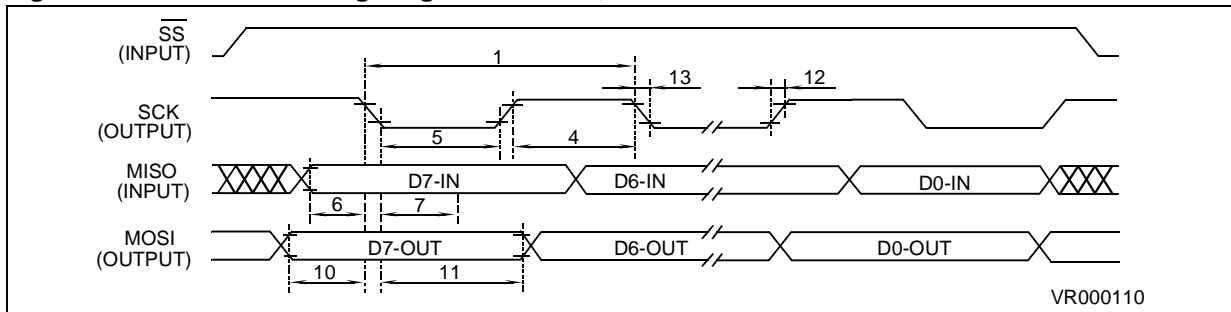 SS
(INPUT)
1
13
12
SCK
(OUTPUT)
5
4
MISO
(INPUT)
D7-IN
D6-IN
D0-IN
6
7
MOSI
(OUTPUT)
D7-OUT
D6-OUT
D0-OUT
10
11
VR000110